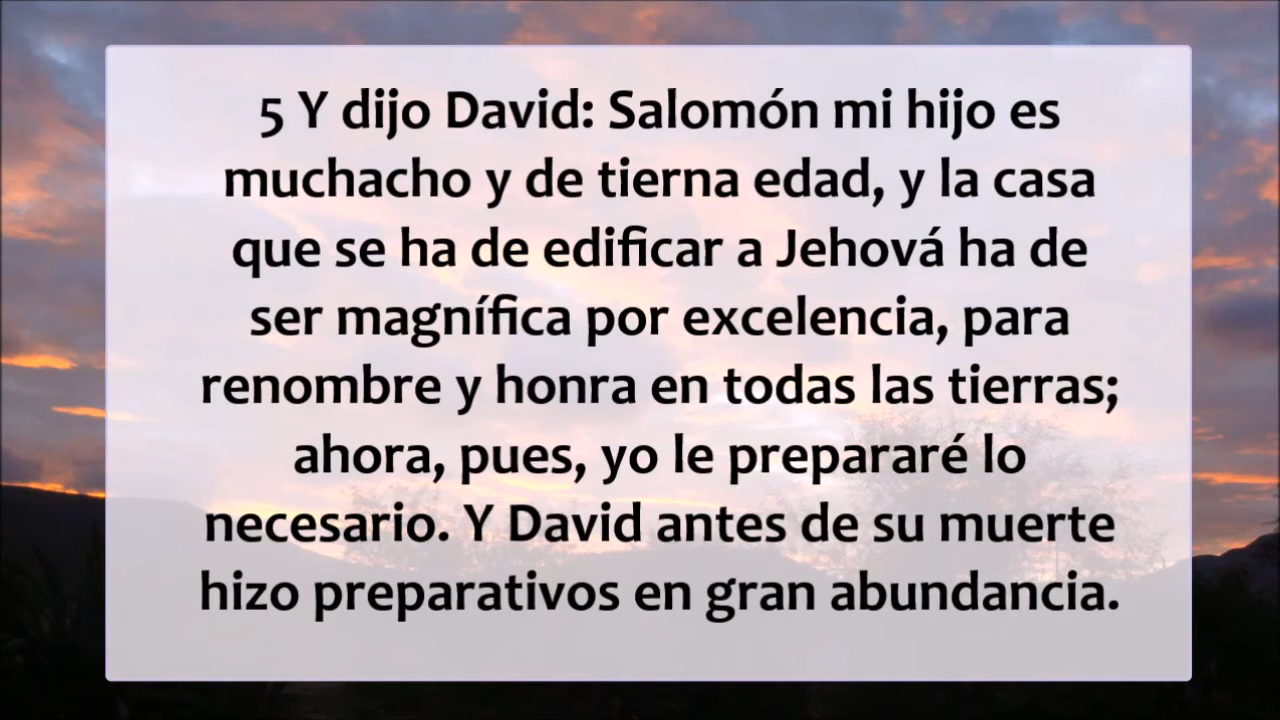 5 Y dijo David: Salomón mi hijo es
muchacho y de tierna edad, y la casa
que se ha de edificar a Jehová ha de
ser magnífica por excelencia, para
renombre y honra en todas las tierras;
ahora, pues, yo le prepararé lo
necesario. Y David antes de su muerte
hizo preparativos en gran abundancia.